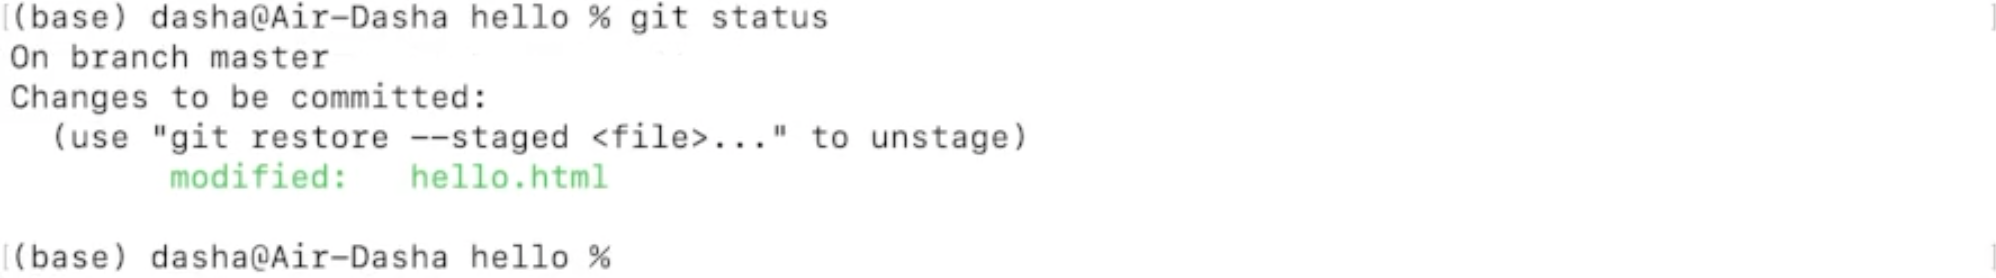 [(base) dasha@Air-Dasha hello % git status ]
On branch master
Changes to be committed:
  (use "git restore --staged <file>..." to unstage)
        modified:   hello.html

[(base) dasha@Air-Dasha hello % ]